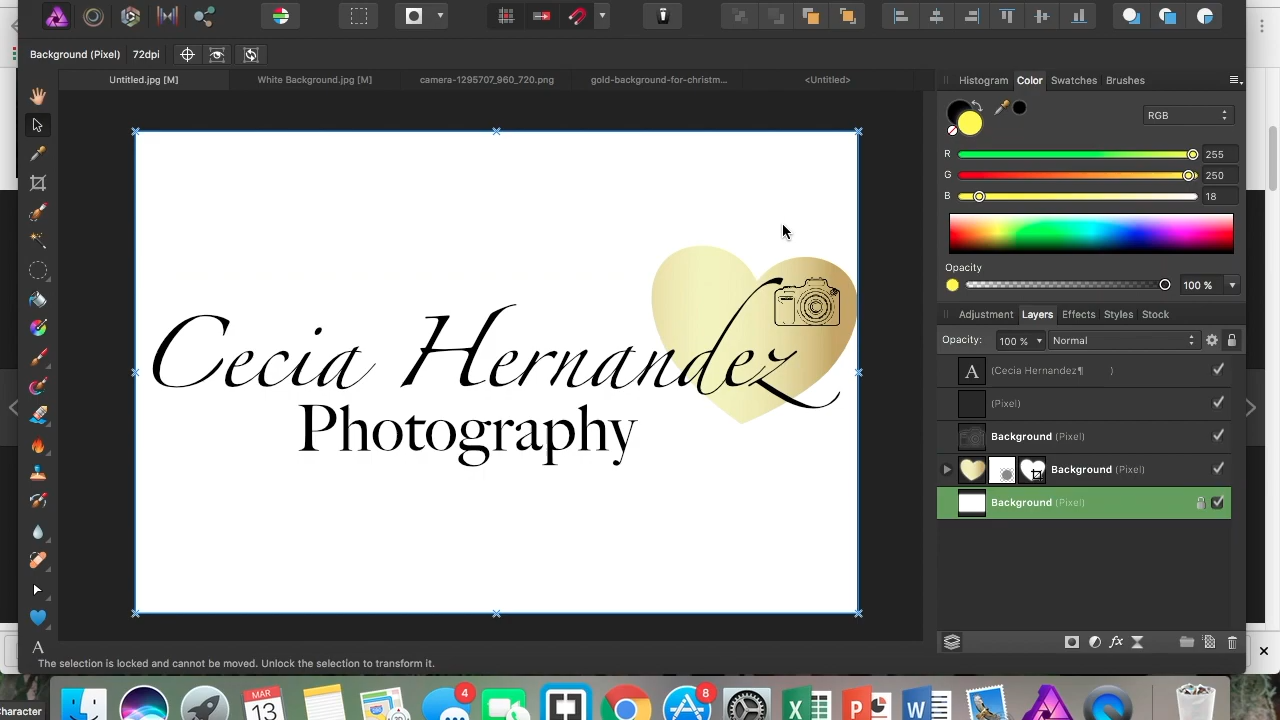 Background (Pixel) 72dpi
Untitled.jpg [M] White Background.jpg [M] camera-1295707_960_720.png gold-background-for-christm... <Untitled>
Histogram Color Swatches Brushes
RGB
R 255
G 250
B 18
Opacity
100 %
Adjustment Layers Effects Styles Stock
Opacity: 100 % Normal
A (Cecia Hernandez¶ )
(Pixel)
Background (Pixel)
Background (Pixel)
Background (Pixel)
Cecia Hernandez
Photography
A
The selection is locked and cannot be moved. Unlock the selection to transform it.
Character
MAR
13
4
8
X
P
W